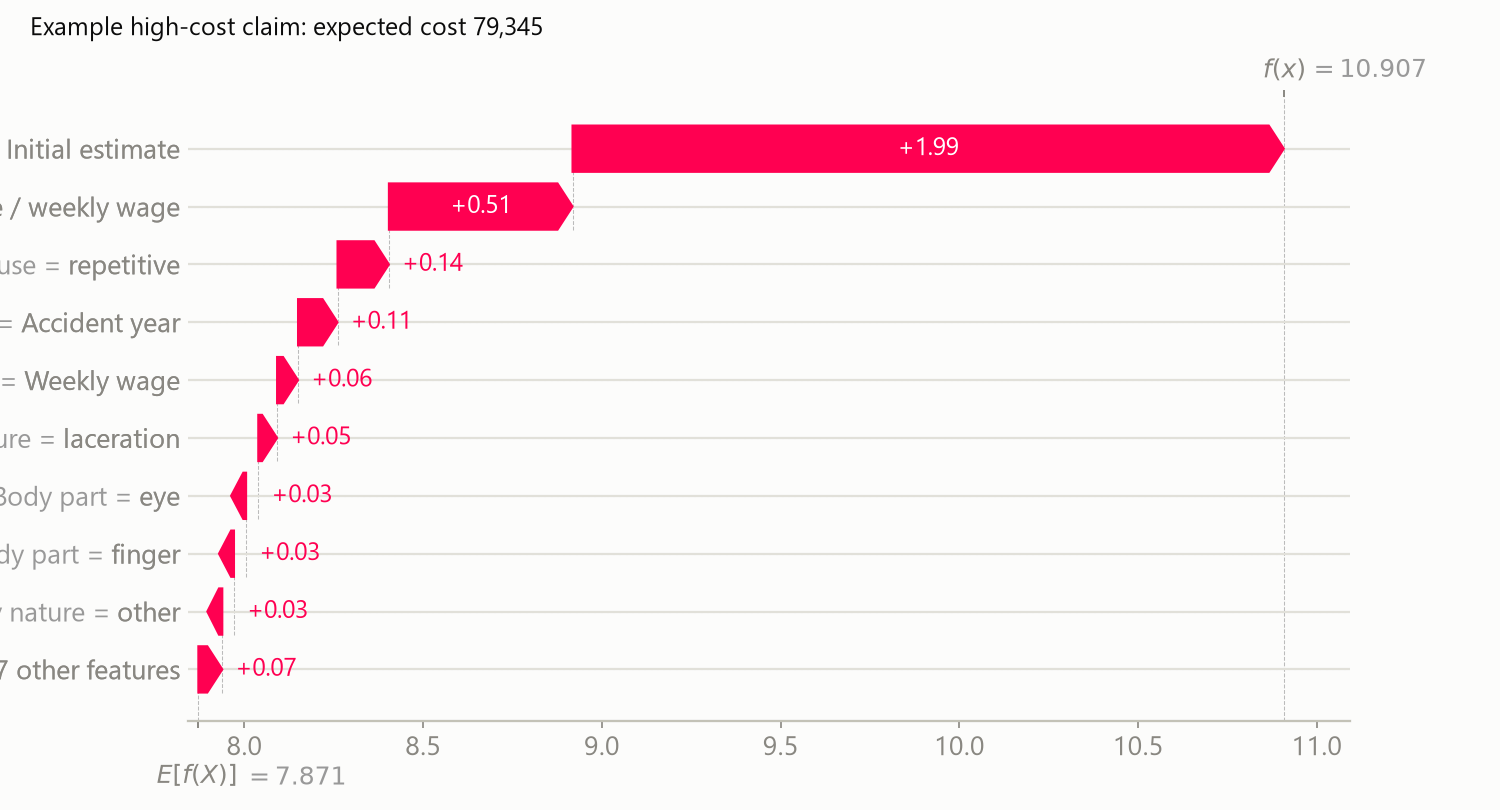 Example high-cost claim: expected cost 79,345
f(x) = 10.907
Initial estimate
+1.99
/ weekly wage
+0.51
= repetitive
+0.14
= Accident year
+0.11
= Weekly wage
+0.06
= laceration
+0.05
Body part = eye
+0.03
part = finger
+0.03
nature = other
+0.03
7 other features
+0.07
8.0 8.5 9.0 9.5 10.0 10.5 11.0
E[f(X)] = 7.871